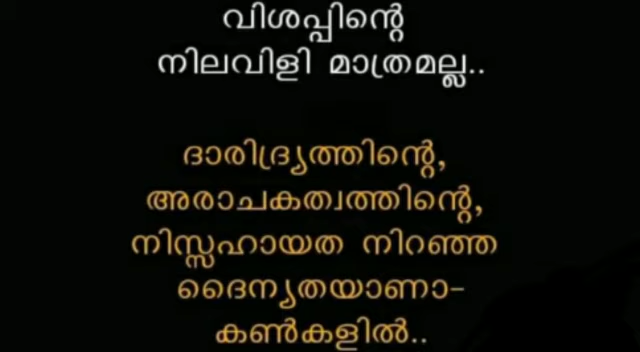 വിശപ്പിന്റെ
നിലവിളി മാത്രമല്ല..
ദാരിദ്ര്യത്തിന്റെ,
അരാചകത്വത്തിന്റെ,
നിസ്സഹായത നിറഞ്ഞ
ദൈന്യതയാണാ-
കൺകളിൽ..